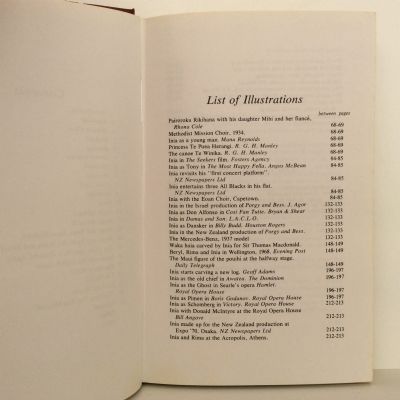 List of Illustrations
between pages
Puiroroku Rikihana with his daughter Mihi and her fiancé,
Rhona Cole 68-69
Methodist Mission Choir, 1934. 68-69
Inia as a young man. Mona Reynolds 68-69
Princess Te Puea Herangi. R. G. H. Manley 68-69
The canoe Te Winika. R. G. H. Manley 68-69
Inia in The Seekers film. Fosters Agency 84-85
Inia as 'Tony' in The Most Happy Fella. Angus McBean 84-85
Inia revisits his "first concert platform".
NZ Newspapers Ltd 84-85
Inia entertains three All Blacks in his flat.
NZ Newspapers Ltd 84-85
Inia with the Eoan Choir, Capetown. 84-85
Inia in the Israel production of Porgy and Bess. J. Agor 132-133
Inia as Don Alfonso in Cosi Fan Tutte. Bryan & Shear 132-133
Inia in Damas and Son: L.A.C.L.O. 132-133
Inia as Dansker in Billy Budd. Houston Rogers 132-133
Inia in the New Zealand production of Porgy and Bess. 132-133
The Mercedes-Benz, 1937 model 132-133
Waka huia carved by Inia for Sir Thomas Macdonald. 148-149
Beryl, Rima and Inia in Wellington, 1968. Evening Post 148-149
The Maui figure of the pouihi at the halfway stage.
Daily Telegraph 148-149
Inia starts carving a new log. Geoff Adams 196-197
Inia as the old chief in Awatea. The Dominion 196-197
Inia as the Ghost in Searle's opera Hamlet.
Royal Opera House 196-197
Inia as Pimen in Boris Godunov. Royal Opera House 196-197
Inia as Schomberg in Victory. Royal Opera House 212-213
Inia with Donald McIntyre at the Royal Opera House
Bill Angove 212-213
Inia made up for the New Zealand production at
Expo '70, Osaka. NZ Newspapers Ltd 212-213
Inia and Rima at the Acropolis, Athens. 212-213